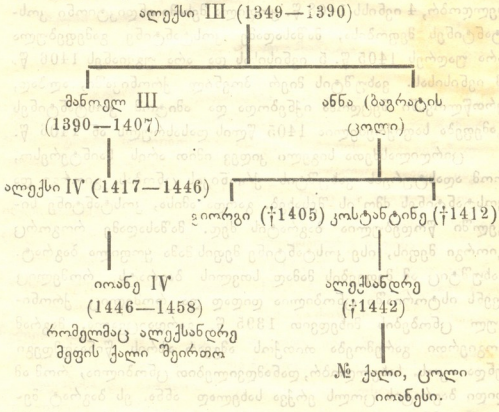 ალექსი III (1349—1390)
მანოელ III
(1390—1407)
ანნა (ბაგრატის
ცოლი)
ალექსი IV (1417—1446)
გიორგი (†1405) კოსტანტინე (†1412)
იოანე IV
(1446—1458)
რომელმაც ალექსანდრე
მეფის ქალი შეირთო
ალექსანდრე
(†1442)
№ ქალი, ცოლი
იოანესი.